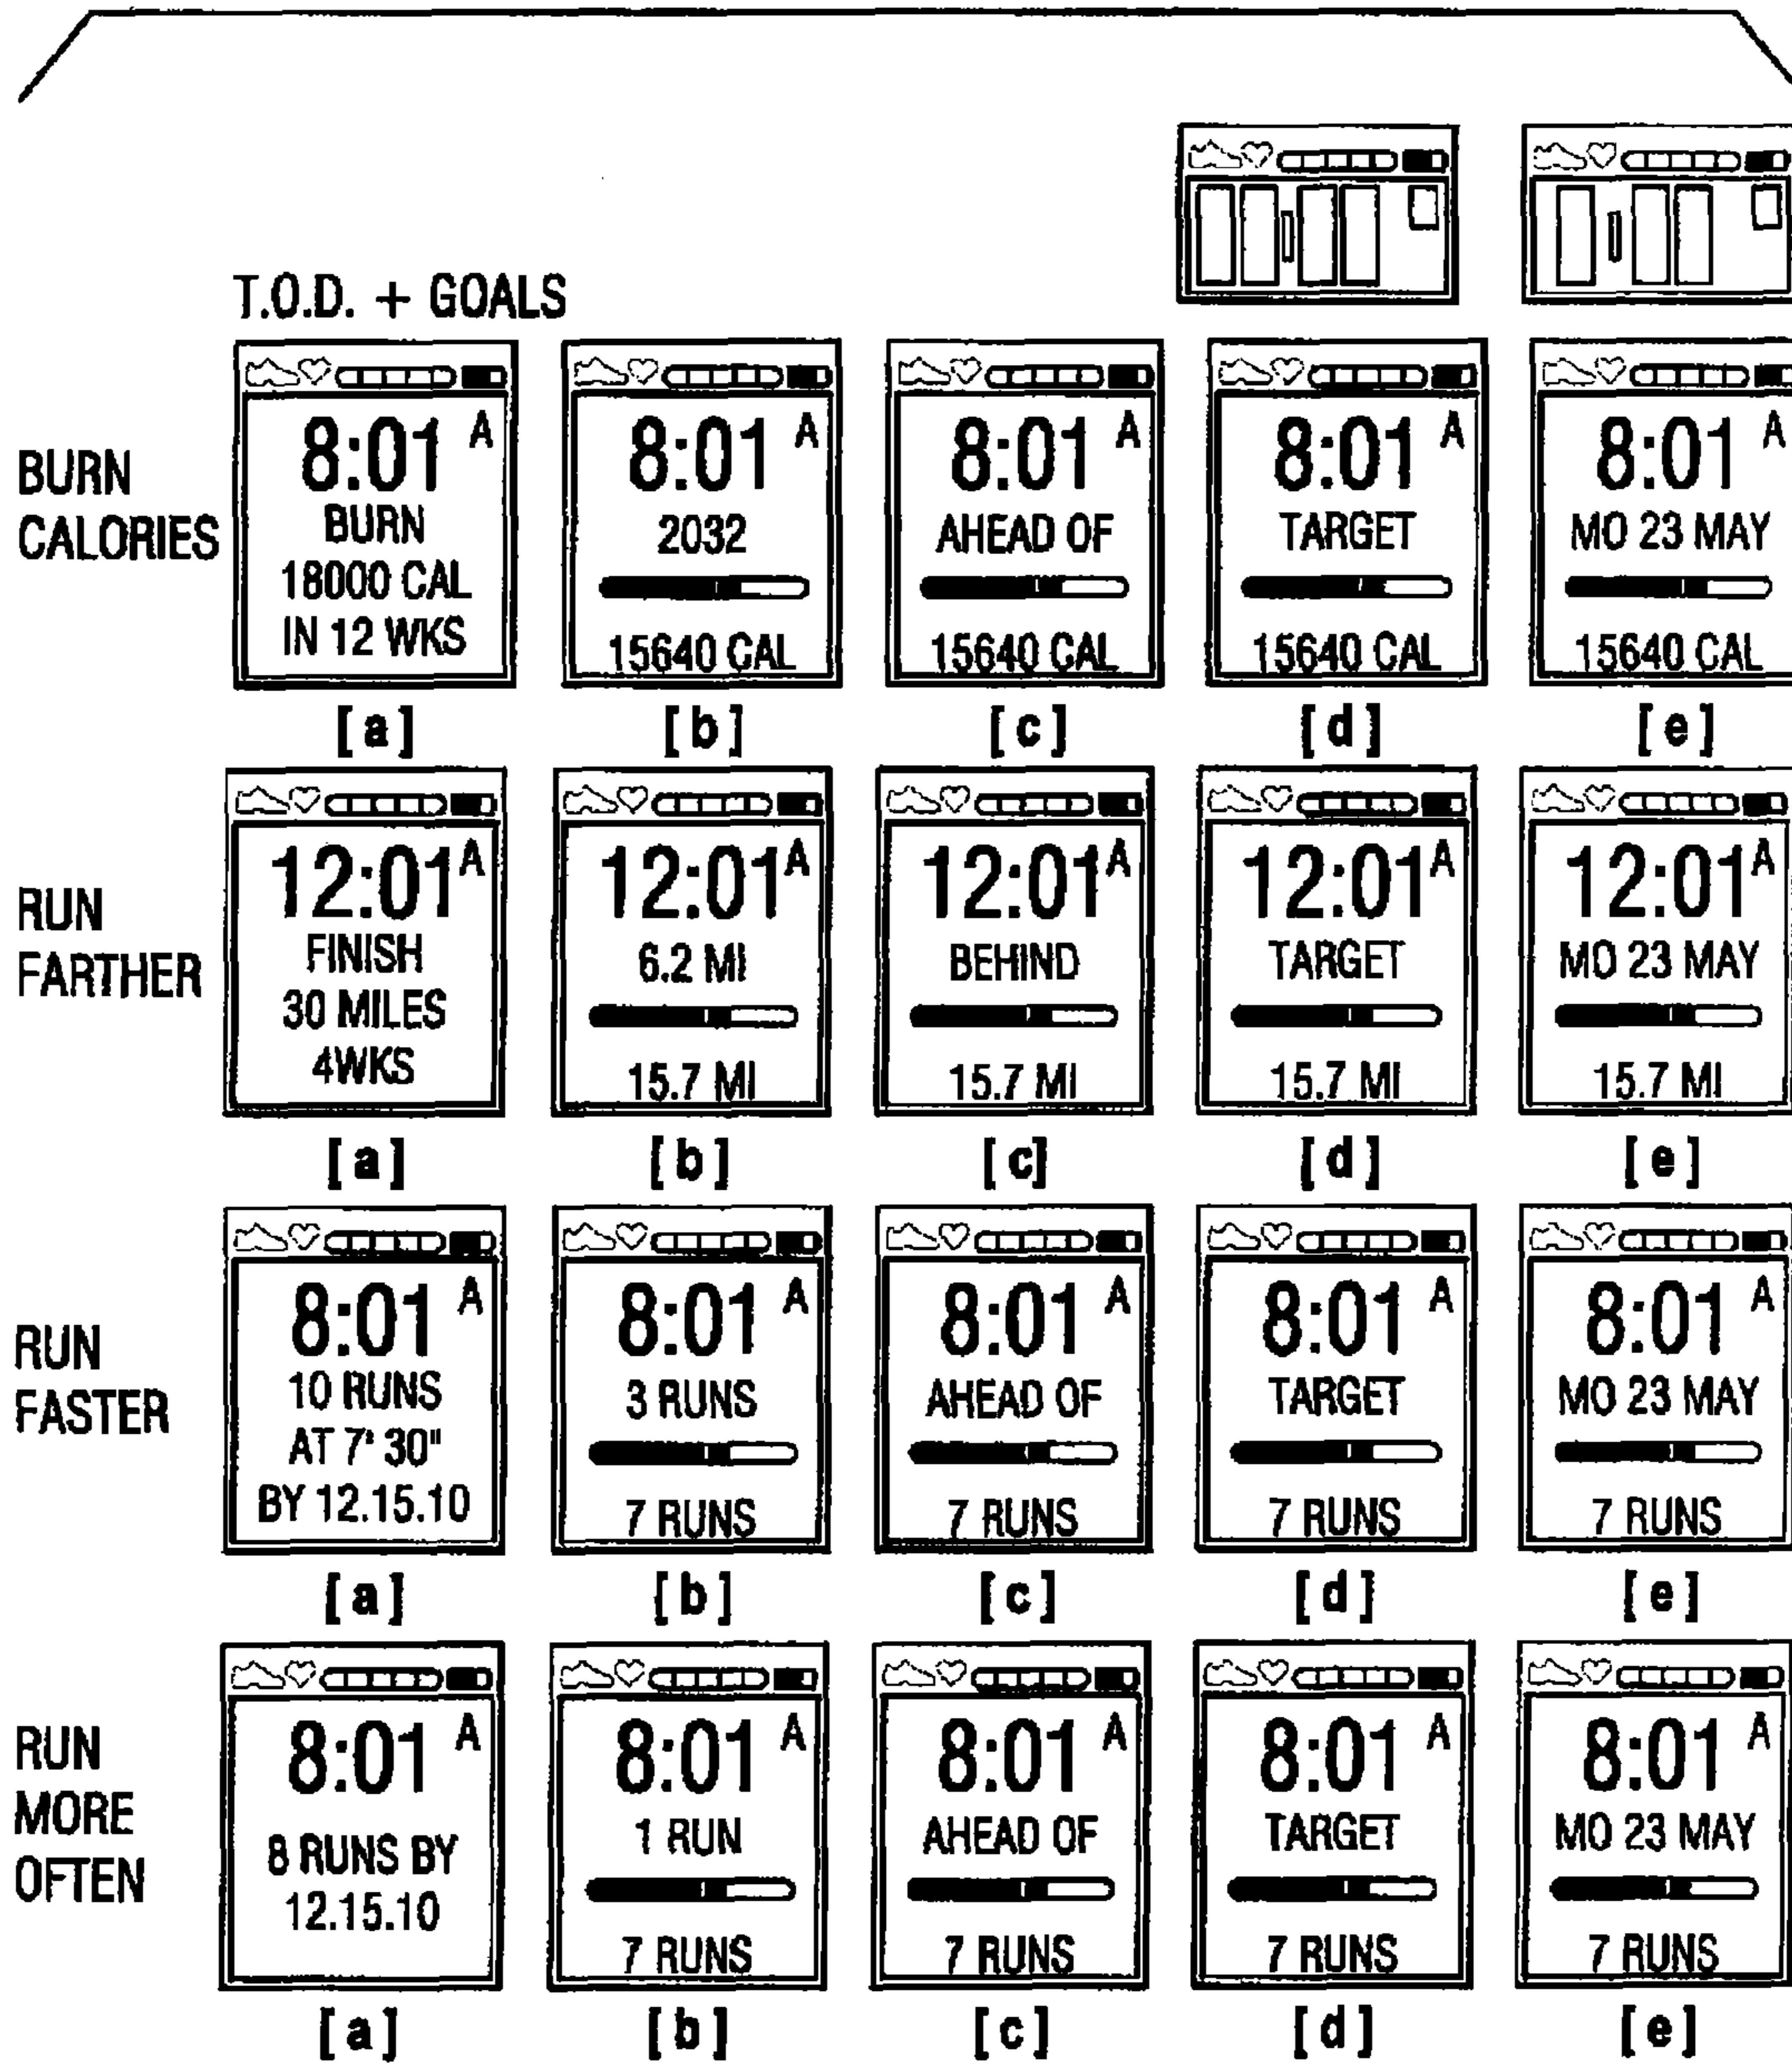 T.O.D. + GOALS
BURN
CALORIES
8:01 A
BURN
18000 CAL
IN 12 WKS
[a]
8:01 A
2032
15640 CAL
[b]
8:01 A
AHEAD OF
15640 CAL
[c]
8:01 A
TARGET
15640 CAL
[d]
8:01 A
MO 23 MAY
15640 CAL
[e]
RUN
FARTHER
12:01 A
FINISH
30 MILES
4WKS
[a]
12:01 A
6.2 MI
15.7 MI
[b]
12:01 A
BEHIND
15.7 MI
[c]
12:01 A
TARGET
15.7 MI
[d]
12:01 A
MO 23 MAY
15.7 MI
[e]
RUN
FASTER
8:01 A
10 RUNS
AT 7' 30"
BY 12.15.10
[a]
8:01 A
3 RUNS
7 RUNS
[b]
8:01 A
AHEAD OF
7 RUNS
[c]
8:01 A
TARGET
7 RUNS
[d]
8:01 A
MO 23 MAY
7 RUNS
[e]
RUN
MORE
OFTEN
8:01 A
8 RUNS BY
12.15.10
[a]
8:01 A
1 RUN
7 RUNS
[b]
8:01 A
AHEAD OF
7 RUNS
[c]
8:01 A
TARGET
7 RUNS
[d]
8:01 A
MO 23 MAY
7 RUNS
[e]